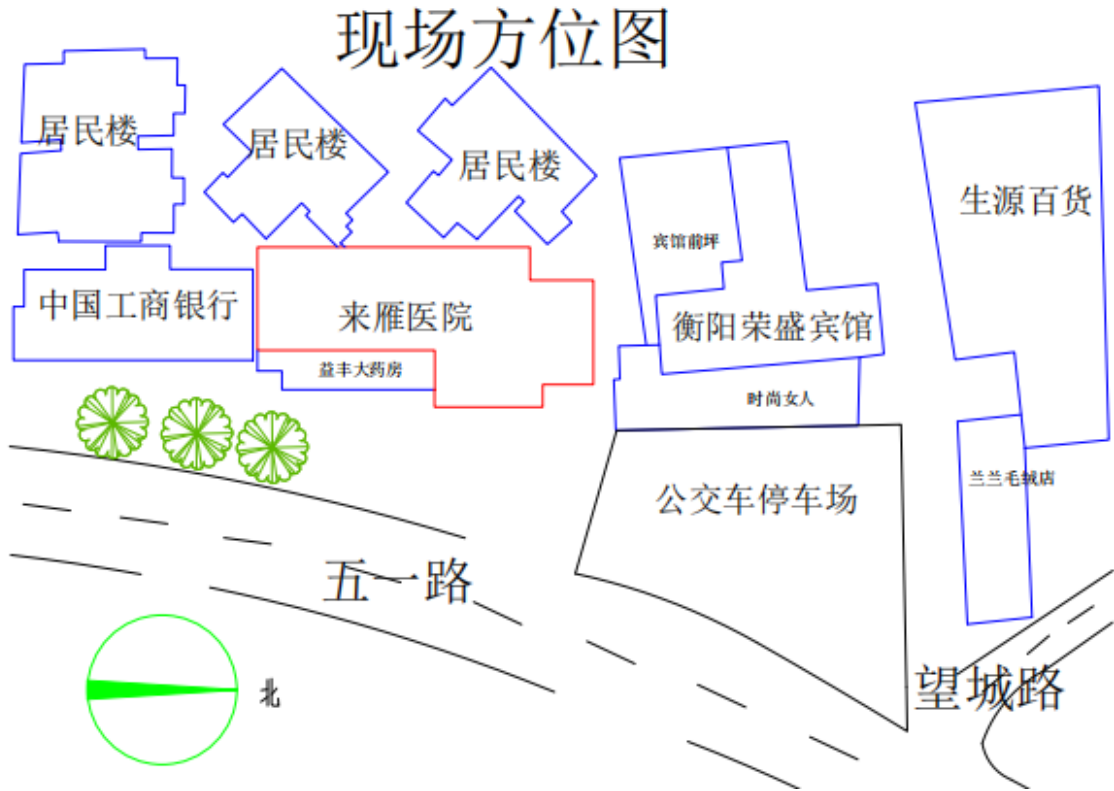 现场方位图
居民楼
居民楼
居民楼
生源百货
宾馆前坪
中国工商银行
来雁医院
衡阳荣盛宾馆
益丰大药房
时尚女人
兰兰毛绒店
公交车停车场
五一路
望城路
北